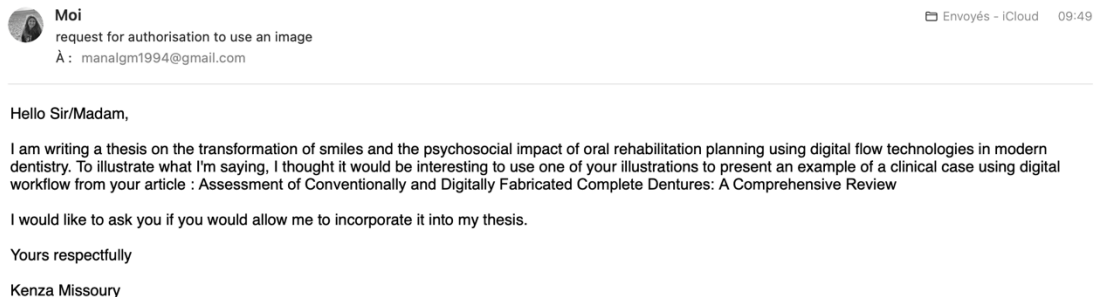 Moi
Envoyés - iCloud 09:49
request for authorisation to use an image
À : manalgm1994@gmail.com
Hello Sir/Madam,
I am writing a thesis on the transformation of smiles and the psychosocial impact of oral rehabilitation planning using digital flow technologies in modern
dentistry. To illustrate what I'm saying, I thought it would be interesting to use one of your illustrations to present an example of a clinical case using digital
workflow from your article : Assessment of Conventionally and Digitally Fabricated Complete Dentures: A Comprehensive Review
I would like to ask you if you would allow me to incorporate it into my thesis.
Yours respectfully
Kenza Missoury